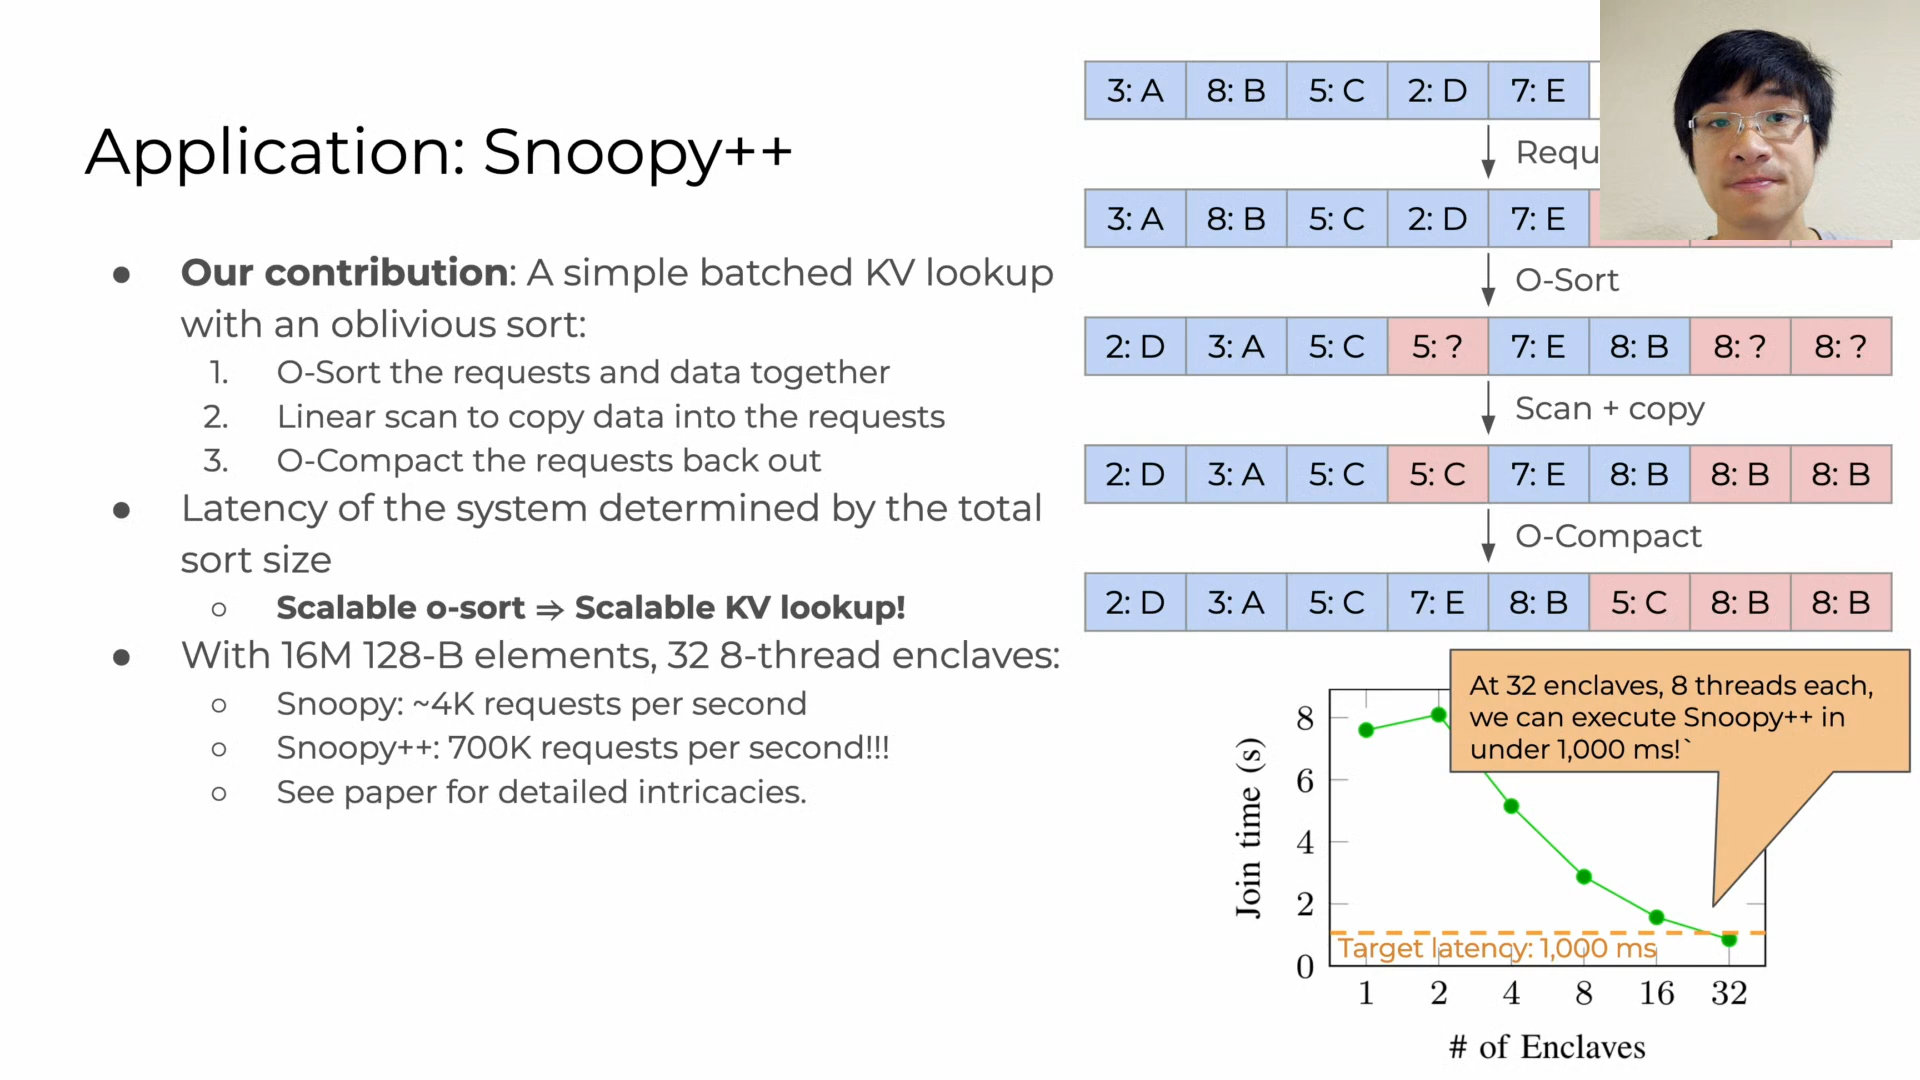 Application: Snoopy++
● Our contribution: A simple batched KV lookup
with an oblivious sort:
1. O-Sort the requests and data together
2. Linear scan to copy data into the requests
3. O-Compact the requests back out
● Latency of the system determined by the total
sort size
○ Scalable o-sort ⇒ Scalable KV lookup!
● With 16M 128-B elements, 32 8-thread enclaves:
○ Snoopy: ~4K requests per second
○ Snoopy++: 700K requests per second!!!
○ See paper for detailed intricacies.
3: A 8: B 5: C 2: D 7: E
3: A 8: B 5: C 2: D 7: E
O-Sort
2: D 3: A 5: C 5: ? 7: E 8: B 8: ? 8: ?
Scan + copy
2: D 3: A 5: C 5: C 7: E 8: B 8: B 8: B
O-Compact
2: D 3: A 5: C 7: E 8: B 5: C 8: B 8: B
At 32 enclaves, 8 threads each,
we can execute Snoopy++ in
under 1,000 ms!`
8
6
4
2
0
Join time (s)
Target latency: 1,000 ms
1 2 4 8 16 32
# of Enclaves